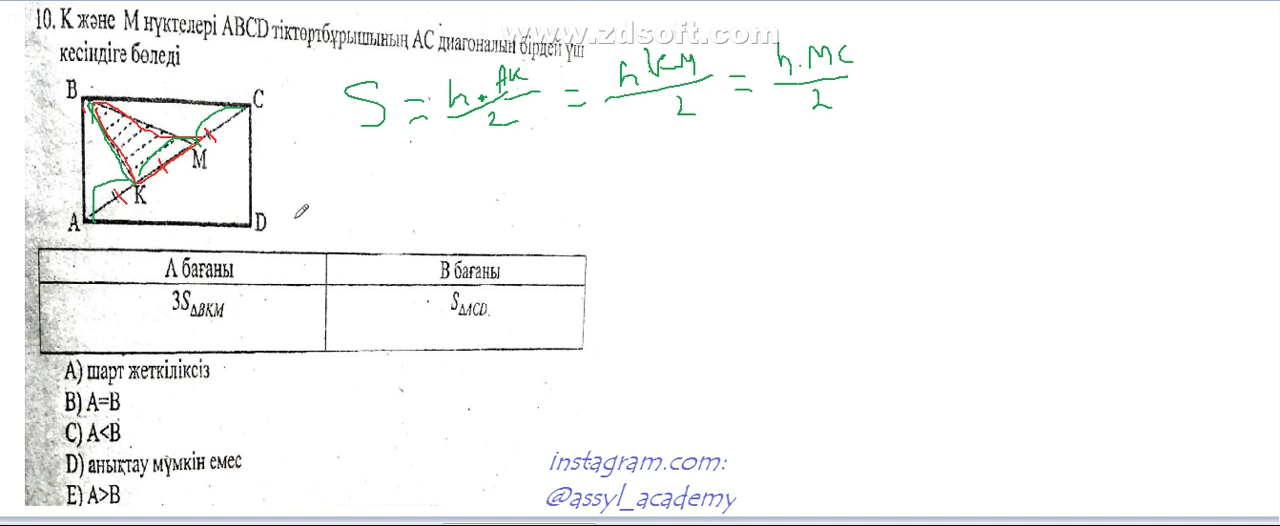 www.zdsoft.com
10. K және M нүктелері ABCD тіктөртбұрышының AC диагоналын бірдей үш
кесіндіге бөледі
S = h · AK / 2 = h KM / 2 = h · MC / 2
B
C
M
K
A
D
A бағаны B бағаны
3S∆BKM S∆ACD.
A) шарт жеткіліксіз
B) A=B
C) A<B
D) анықтау мүмкін емес
E) A>B
instagram.com:
@assyl_academy